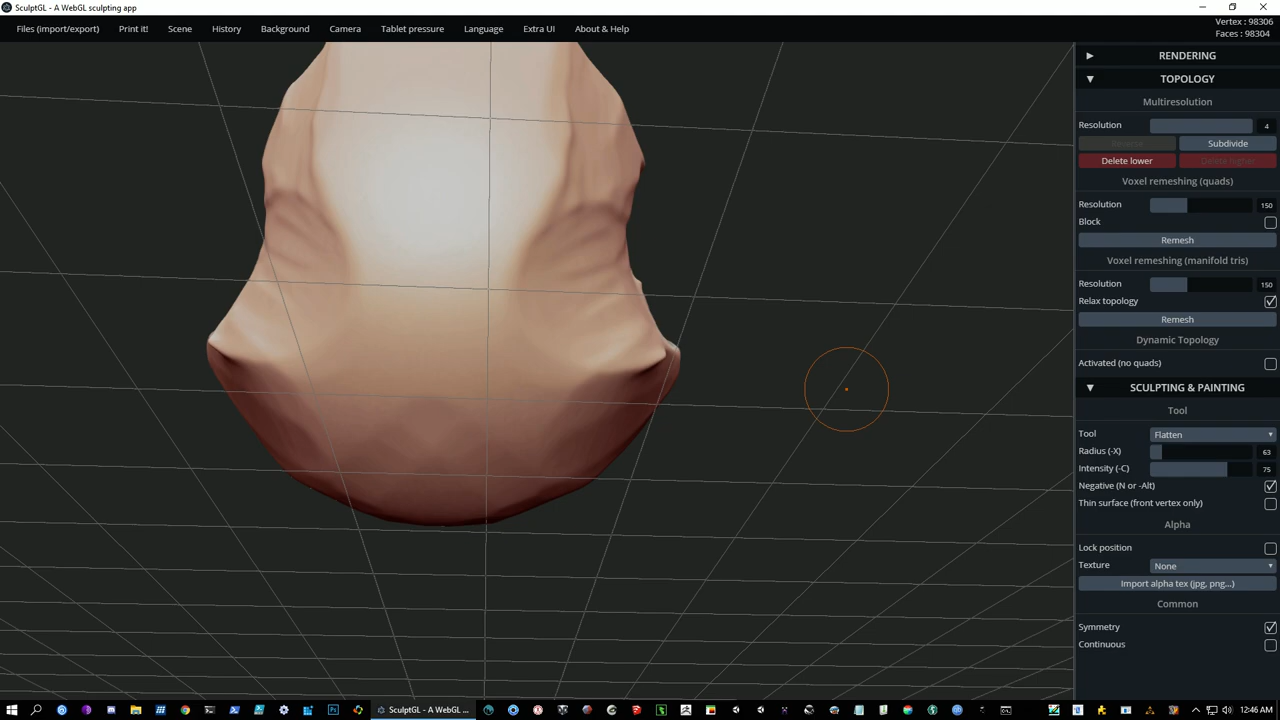 SculptGL - A WebGL sculpting app
Files (import/export) Print it! Scene History Background Camera Tablet pressure Language Extra UI About & Help
Vertex : 98306
Faces : 98304
RENDERING
TOPOLOGY
Multiresolution
Resolution 4
Reverse Subdivide
Delete lower Delete higher
Voxel remeshing (quads)
Resolution 150
Block
Remesh
Voxel remeshing (manifold tris)
Resolution 150
Relax topology
Remesh
Dynamic Topology
Activated (no quads)
SCULPTING & PAINTING
Tool
Tool Flatten
Radius (-X) 63
Intensity (-C) 75
Negative (N or -Alt)
Thin surface (front vertex only)
Alpha
Lock position
Texture None
Import alpha tex (jpg, png...)
Common
Symmetry
Continuous
SculptGL - A WebGL ... 12:46 AM